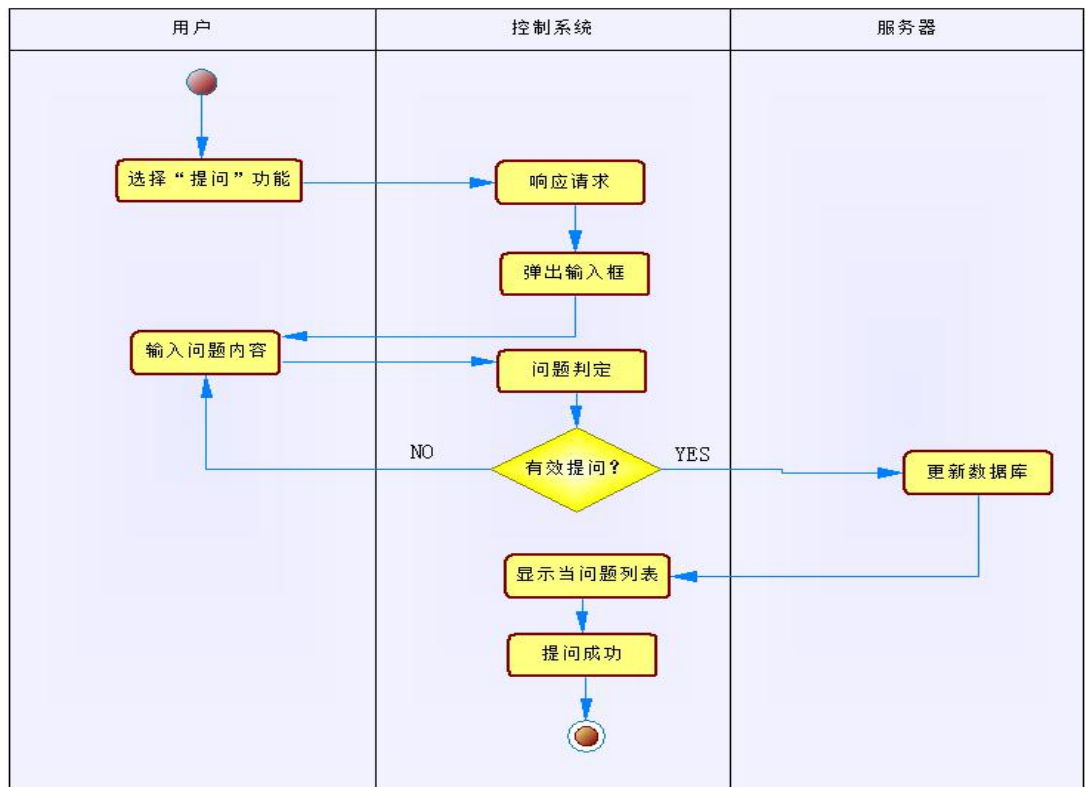 用户
控制系统
服务器
选择“提问”功能
响应请求
弹出输入框
输入问题内容
问题判定
NO
有效提问?
YES
更新数据库
显示当问题列表
提问成功